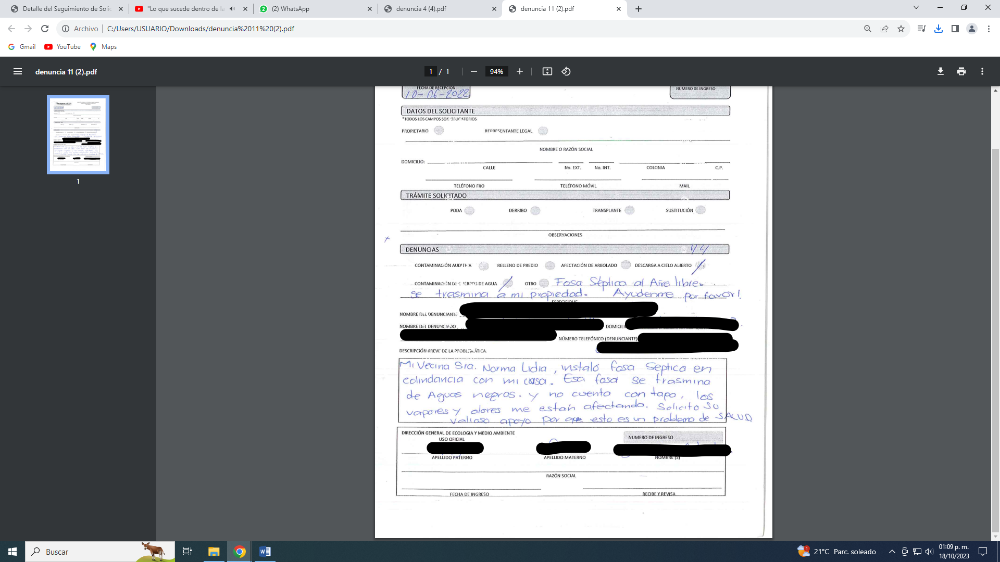 Detalle del Seguimiento de Solic
"Lo que sucede dentro de la
(2) WhatsApp
denuncia 4 (4).pdf
denuncia 11 (2).pdf
Archivo C:/Users/USUARIO/Downloads/denuncia%2011%20(2).pdf
Gmail YouTube Maps
denuncia 11 (2).pdf 1 / 1 94%
1
FECHA DE RECEPCIÓN NUMERO DE INGRESO
10-06-2022
DATOS DEL SOLICITANTE
*TODOS LOS CAMPOS SON OBLIGATORIOS
PROPIETARIO REPRESENTANTE LEGAL
NOMBRE O RAZÓN SOCIAL
DOMICILIO:
CALLE No. EXT. No. INT. COLONIA C.P.
TELÉFONO FIJO TELÉFONO MÓVIL MAIL
TRÁMITE SOLICITADO
PODA DERRIBO TRANSPLANTE SUSTITUCIÓN
OBSERVACIONES
DENUNCIAS 44
CONTAMINACIÓN AUDITIVA RELLENO DE PREDIO AFECTACIÓN DE ARBOLADO DESCARGA A CIELO ABIERTO
CONTAMINACIÓN DE CUERPOS DE AGUA OTRO Fosa Séptica al Aire libre.
se trasmina a mi propiedad. Ayudenme por favor!
ESPECIFIQUE
NOMBRE DEL DENUNCIANTE
NOMBRE DEL DENUNCIADO DOMICILIO
NÚMERO TELEFÓNICO (DENUNCIANTE)
DESCRIPCIÓN BREVE DE LA PROBLEMÁTICA.
Mi Vecina Sra. Norma Lidia, instaló fosa Septica en
colindancia con mi casa. Esa fosa se trasmina
de Aguas negras. y no cuenta con tapa, los
vapores y olores me están afectando. Solicito su
valioso apoyo por que esto es un problema de SALUD
DIRECCIÓN GENERAL DE ECOLOGIA Y MEDIO AMBIENTE
USO OFICIAL NUMERO DE INGRESO
APELLIDO PATERNO APELLIDO MATERNO NOMBRE (S)
RAZÓN SOCIAL
FECHA DE INGRESO RECIBE Y REVISA
Buscar 21°C Parc. soleado 01:09 p. m.
18/10/2023